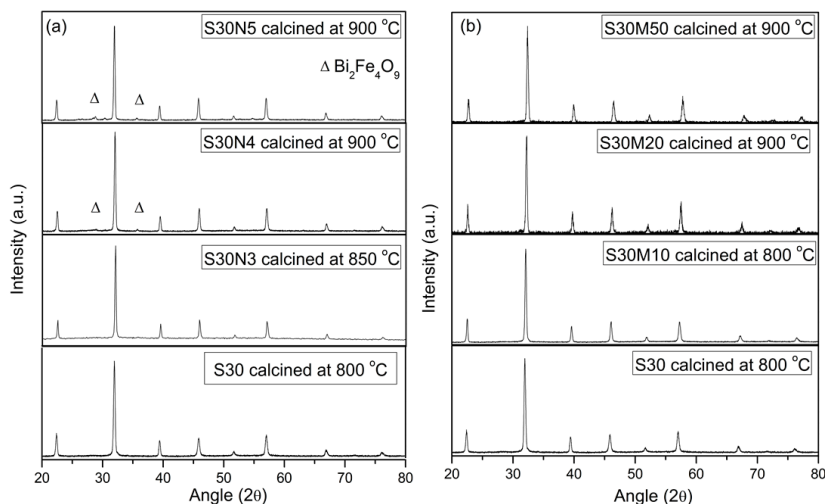 (a)
S30N5 calcined at 900 °C
Δ Bi₂Fe₄O₉
Δ Δ
S30N4 calcined at 900 °C
Δ Δ
S30N3 calcined at 850 °C
S30 calcined at 800 °C
Intensity (a.u.)
20 30 40 50 60 70 80
Angle (2θ)
(b)
S30M50 calcined at 900 °C
S30M20 calcined at 900 °C
S30M10 calcined at 800 °C
S30 calcined at 800 °C
Intensity (a.u.)
20 30 40 50 60 70 80
Angle (2θ)